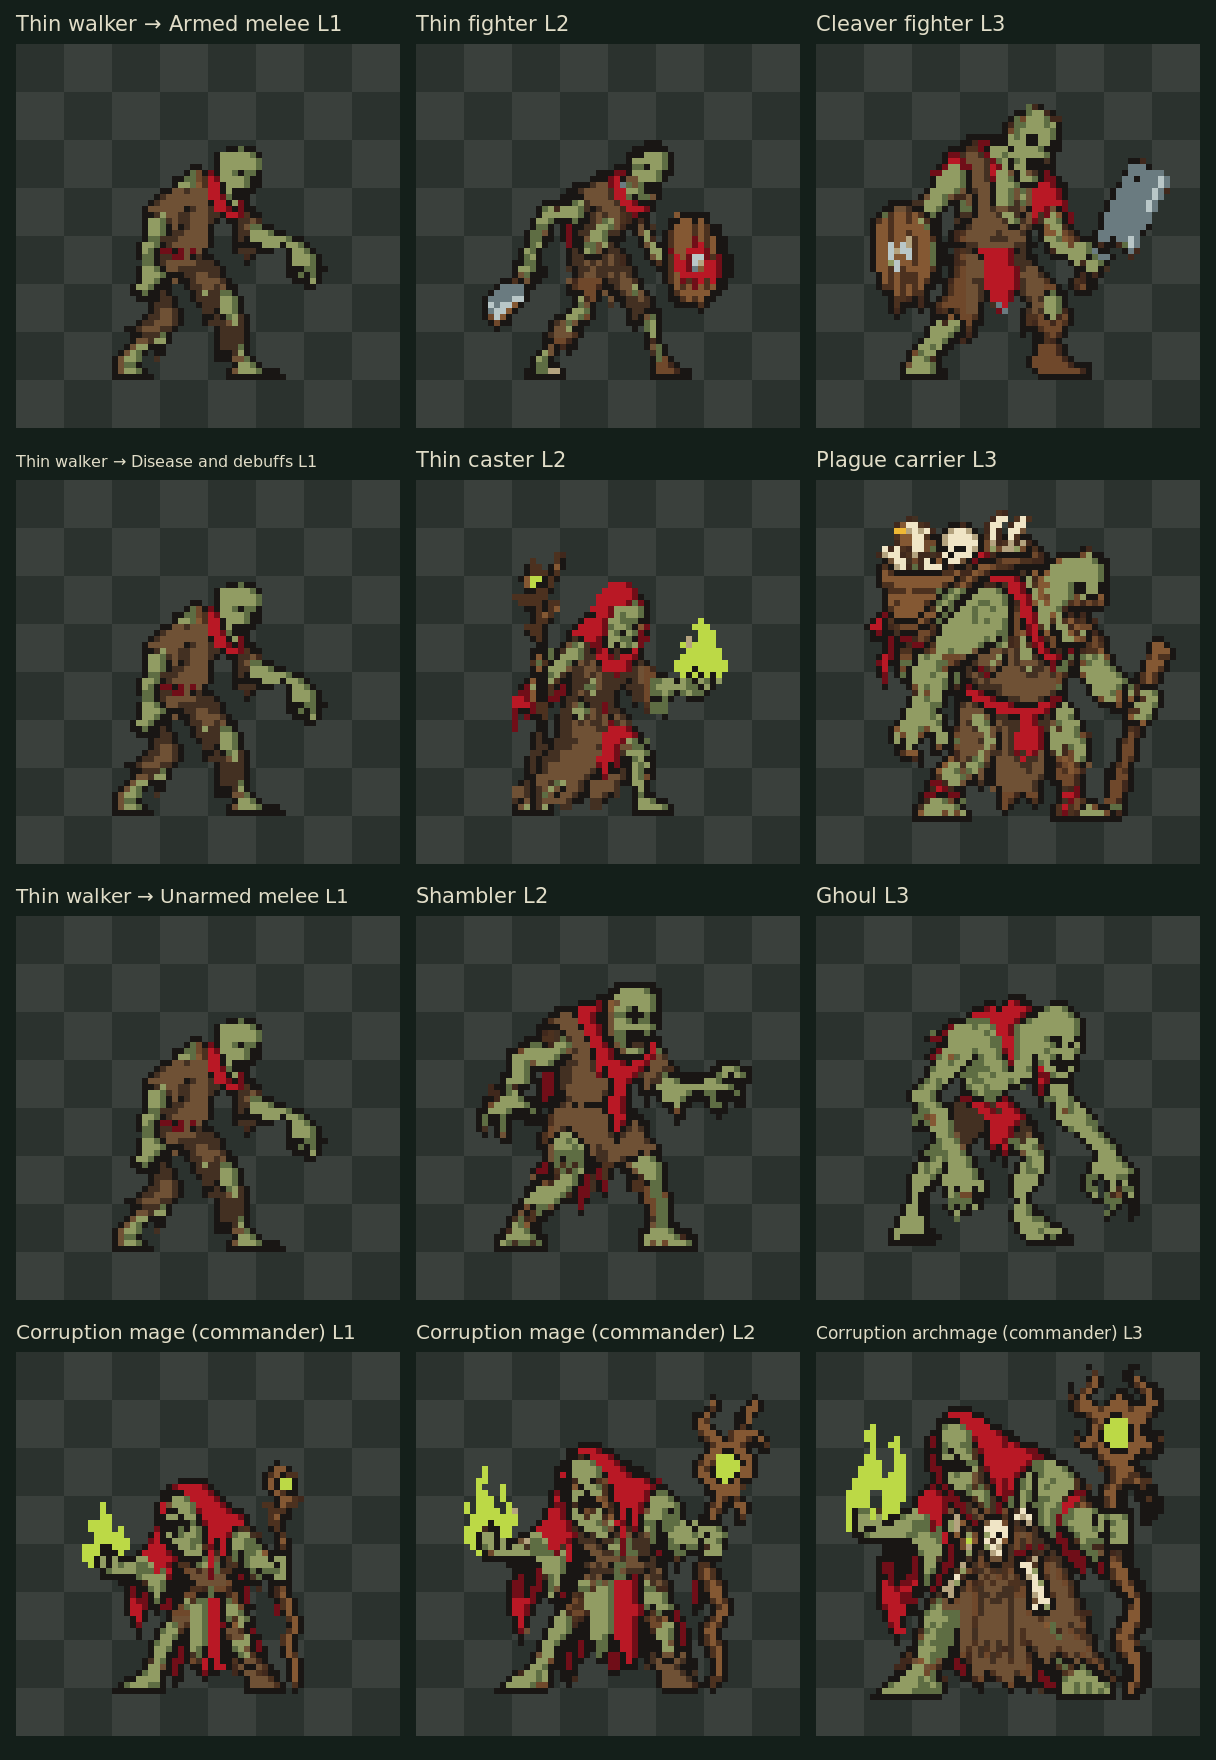 Thin walker → Armed melee L1
Thin fighter L2
Cleaver fighter L3
Thin walker → Disease and debuffs L1
Thin caster L2
Plague carrier L3
Thin walker → Unarmed melee L1
Shambler L2
Ghoul L3
Corruption mage (commander) L1
Corruption mage (commander) L2
Corruption archmage (commander) L3